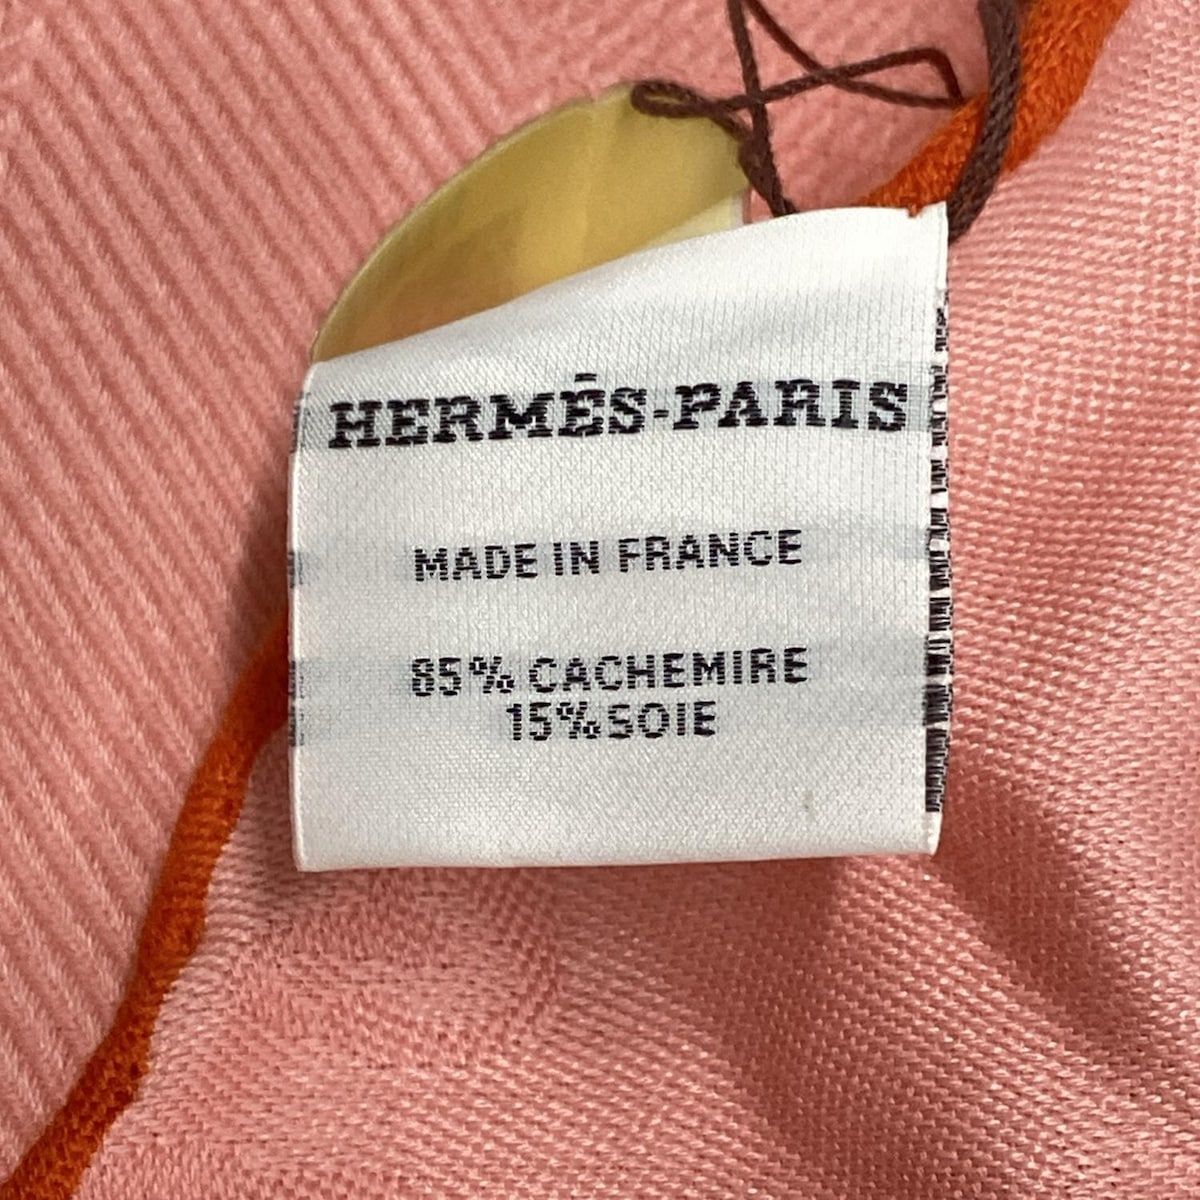 HERMÈS-PARIS
MADE IN FRANCE
85% CACHEMIRE
15% SOIE